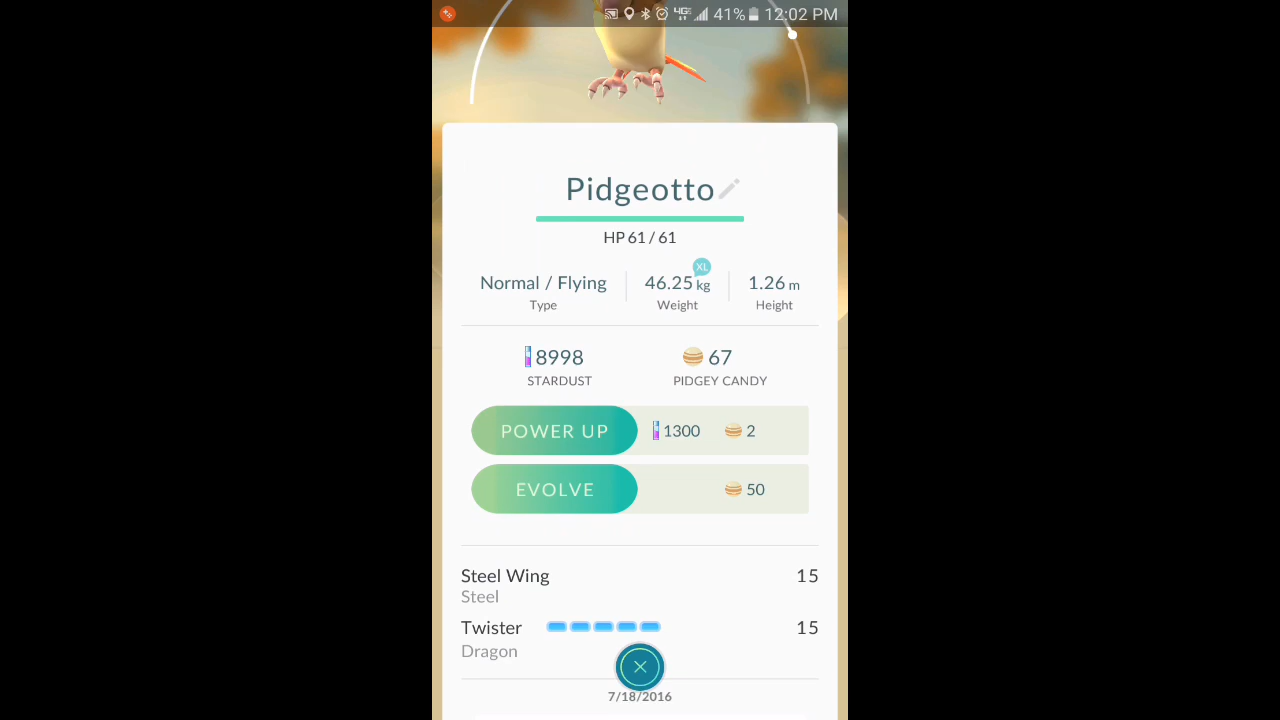 4G 41% 12:02 PM
Pidgeotto
HP 61 / 61
XL
Normal / Flying 46.25 kg 1.26 m
Type Weight Height
8998 67
STARDUST PIDGEY CANDY
POWER UP 1300 2
EVOLVE 50
Steel Wing 15
Steel
Twister 15
Dragon
7/18/2016